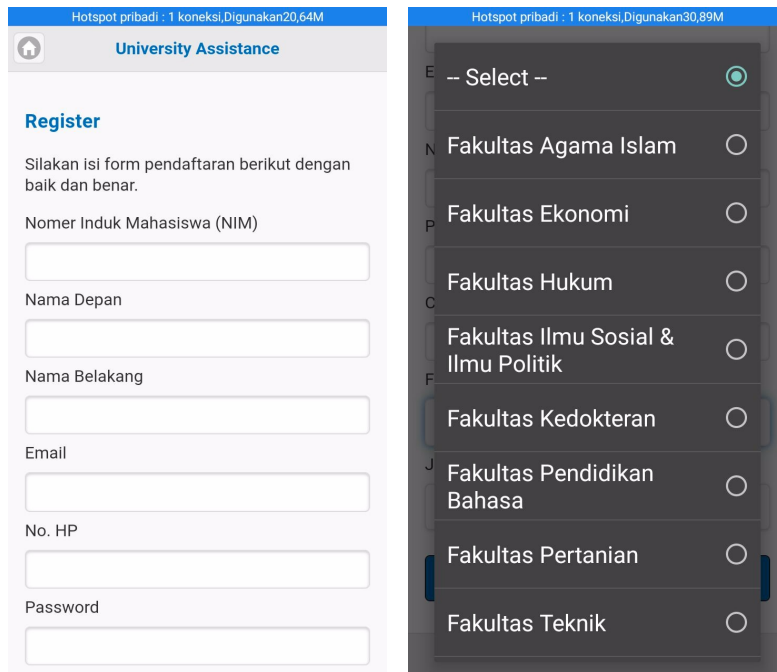 Hotspot pribadi : 1 koneksi,Digunakan20,64M
University Assistance
Register
Silakan isi form pendaftaran berikut dengan
baik dan benar.
Nomer Induk Mahasiswa (NIM)
Nama Depan
Nama Belakang
Email
No. HP
Password
Hotspot pribadi : 1 koneksi,Digunakan30,89M
E
N
P
C
F
J
-- Select --
Fakultas Agama Islam
Fakultas Ekonomi
Fakultas Hukum
Fakultas Ilmu Sosial &
Ilmu Politik
Fakultas Kedokteran
Fakultas Pendidikan
Bahasa
Fakultas Pertanian
Fakultas Teknik